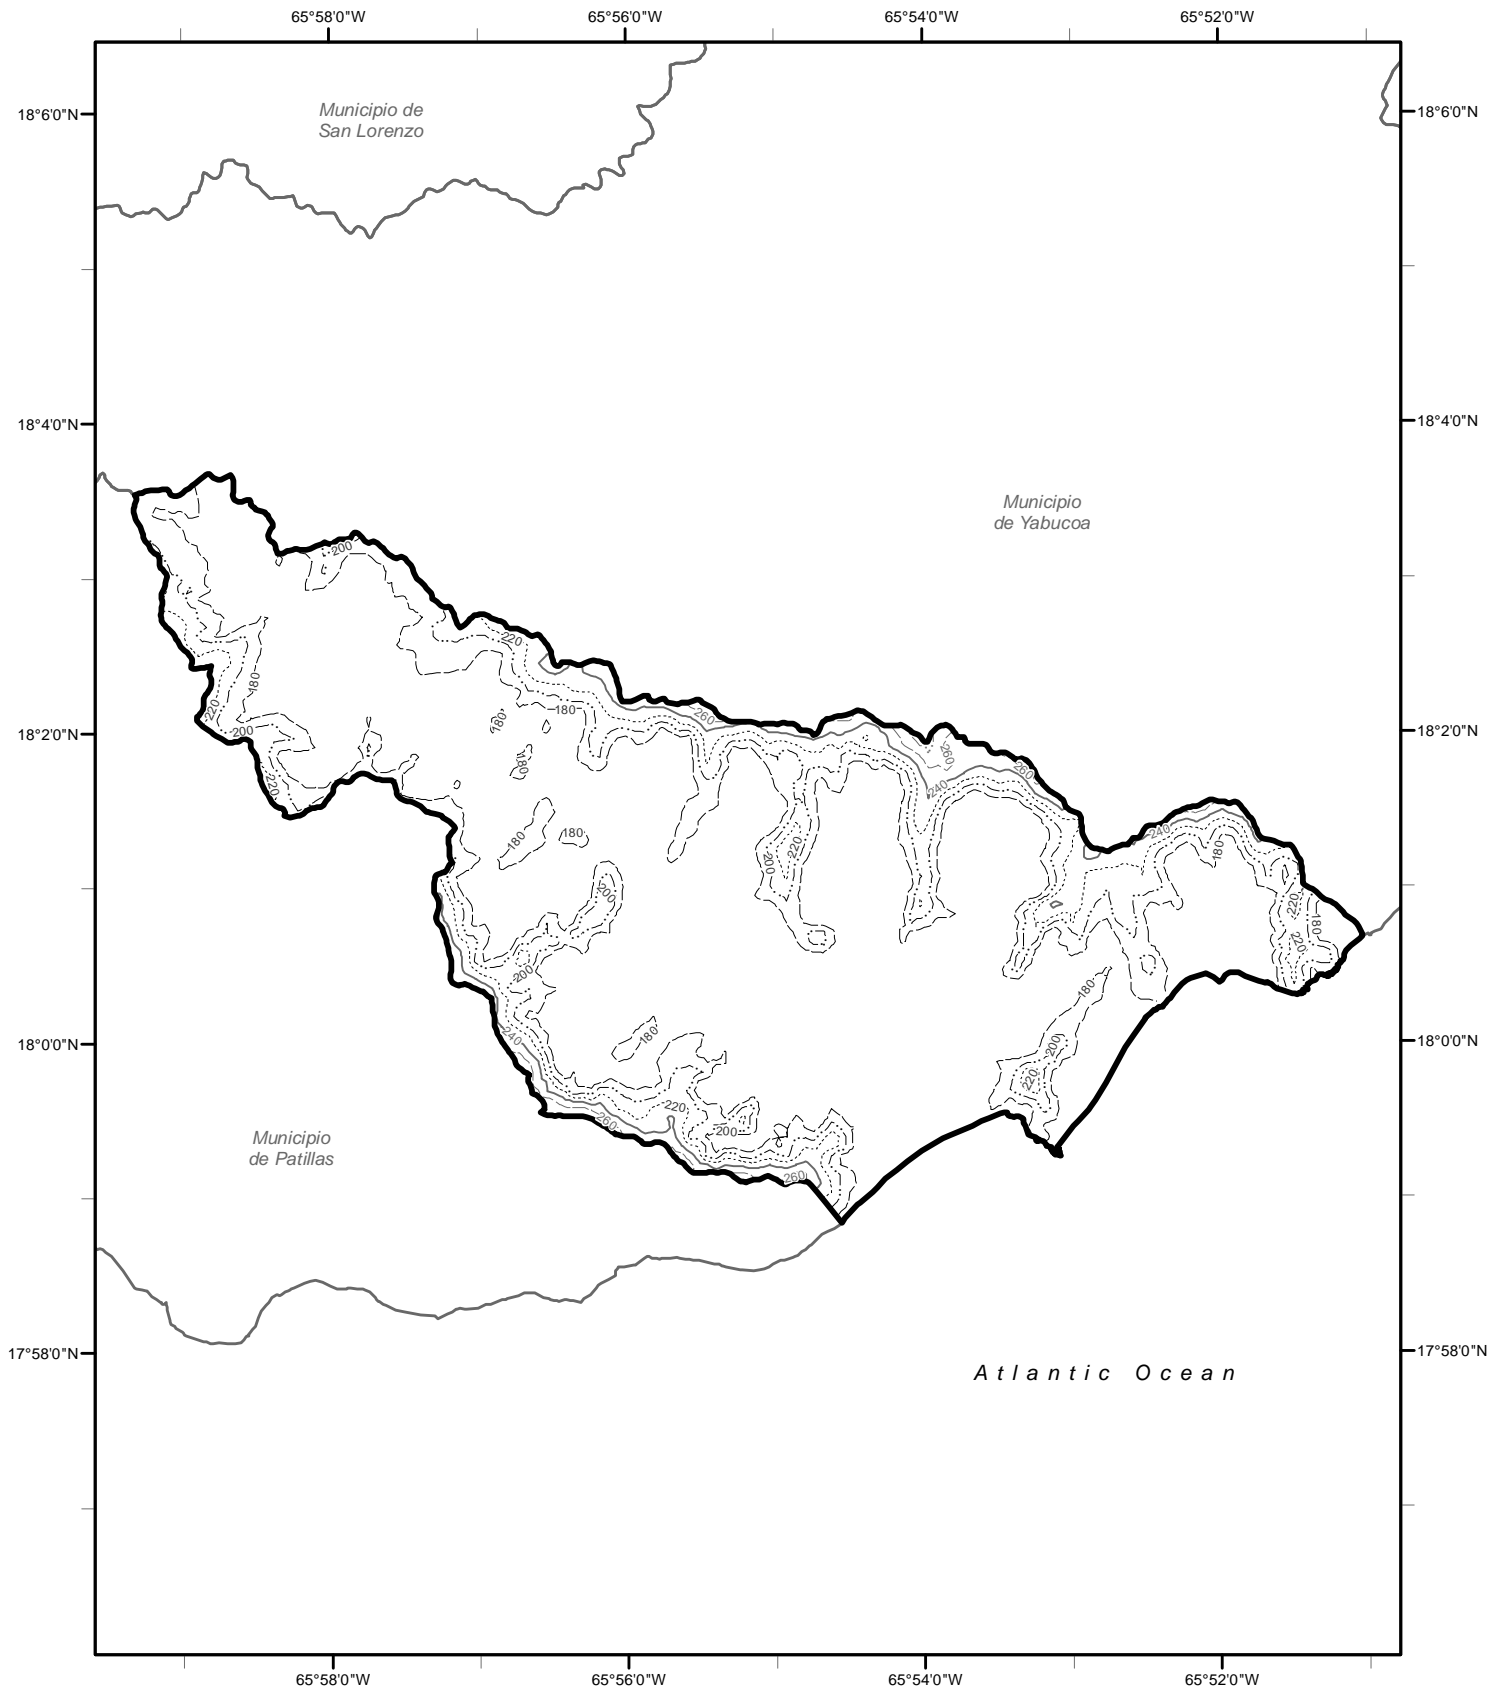 65°58'0"W 65°56'0"W 65°54'0"W 65°52'0"W
Municipio de
San Lorenzo
18°6'0"N 18°6'0"N
18°4'0"N 18°4'0"N
Municipio
de Yabucoa
200
220
180
220 180 260
200 180 260
18°20'0"N 18°2'0"N
180 260
220 240
240
180 180 220 180
200
200 220 180
220
200
180
240 180 200
18°0'0"N 18°0'0"N
220
220
260 200
Municipio
de Patillas
260
17°58'0"N 17°58'0"N
Atlantic Ocean
65°58'0"W 65°56'0"W 65°54'0"W 65°52'0"W